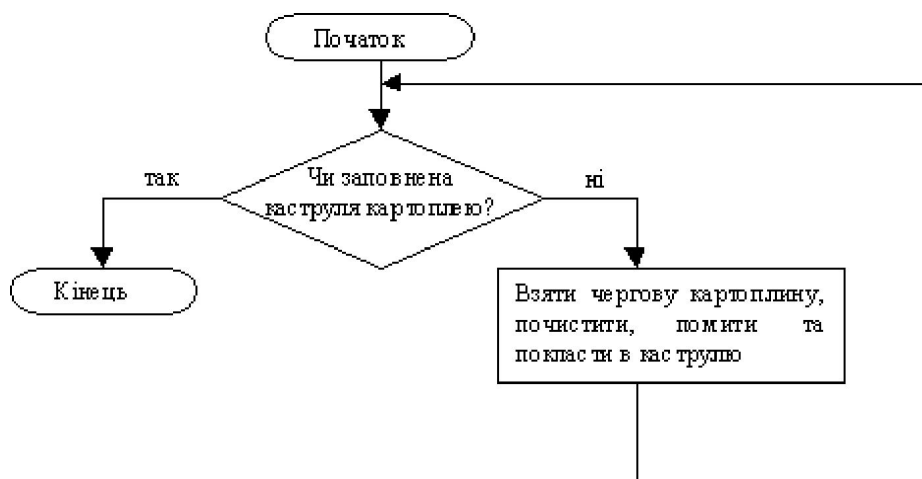 Початок
Чи заповнена
каструля картоплею?
так
ні
Кінець
Взяти чергову картоплину,
почистити, помити та
покласти в каструлю